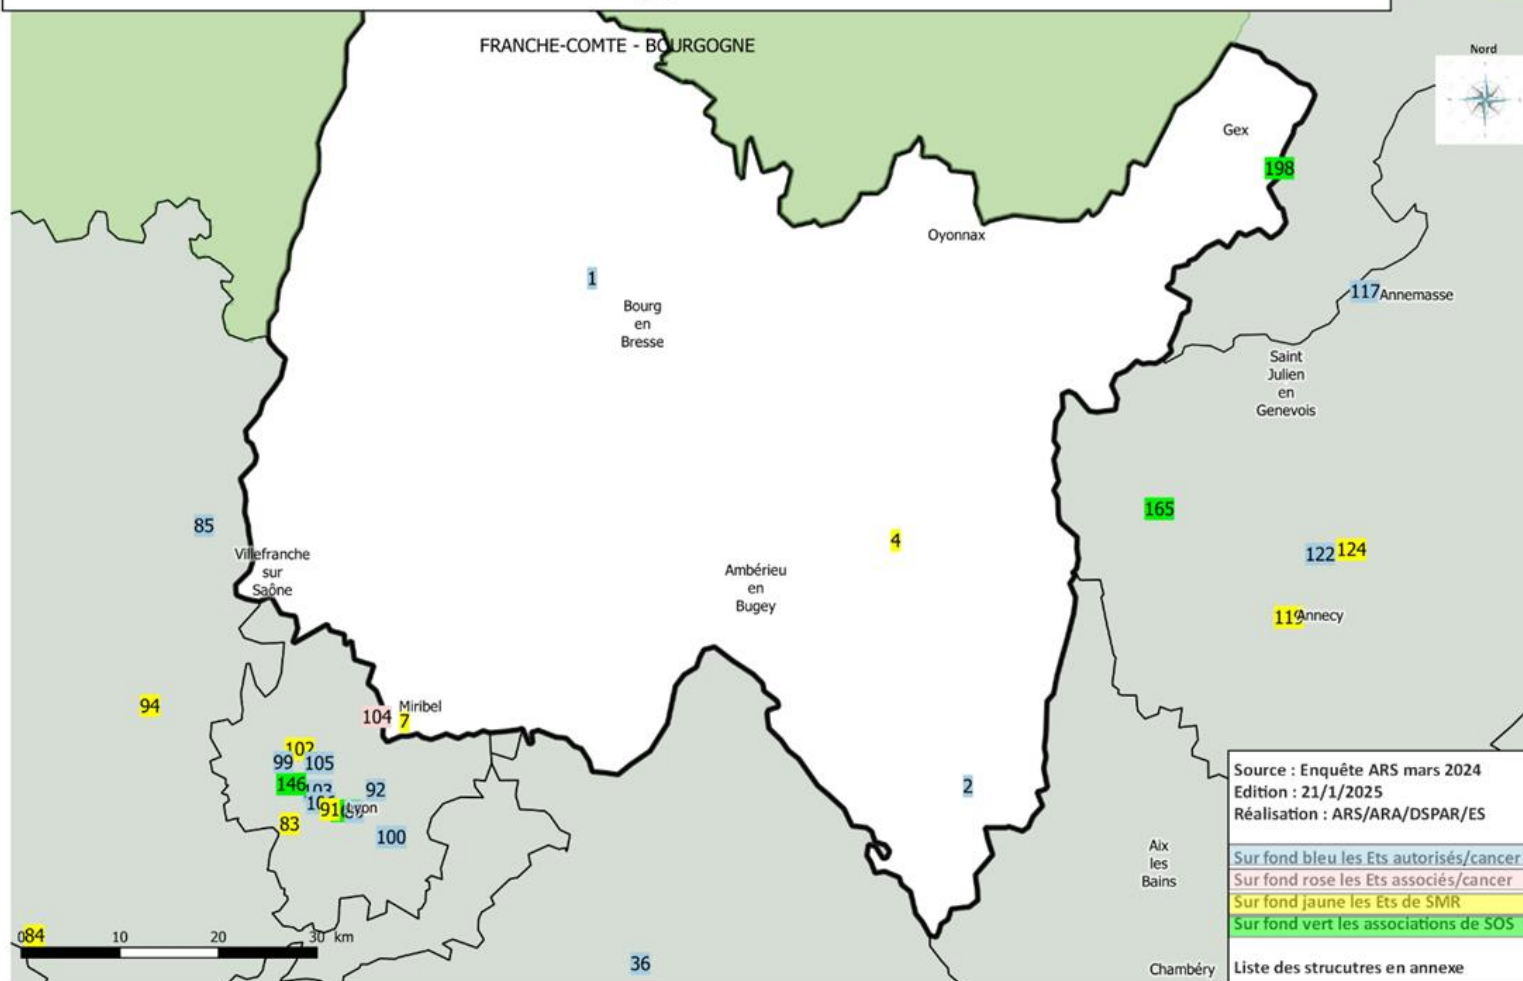 FRANCHE-COMTE - BOURGOGNE
Nord
Gex
198
Oyonnax
1
Bourg
en
Bresse
117 Annemasse
Saint
Julien
en
Genevois
165
85
4
122 124
Villefranche
sur
Saône
Ambérieu
en
Bugey
119 Annecy
94
104
Miribel
7
102
99 105
146 103
92
91 Lyon
83
100
2
Aix
les
Bains
84
0 10 20 30 km
36
Chambéry
Source : Enquête ARS mars 2024
Edition : 21/1/2025
Réalisation : ARS/ARA/DSPAR/ES
Sur fond bleu les Ets autorisés/cancer
Sur fond rose les Ets associés/cancer
Sur fond jaune les Ets de SMR
Sur fond vert les associations de SOS
Liste des strucutres en annexe